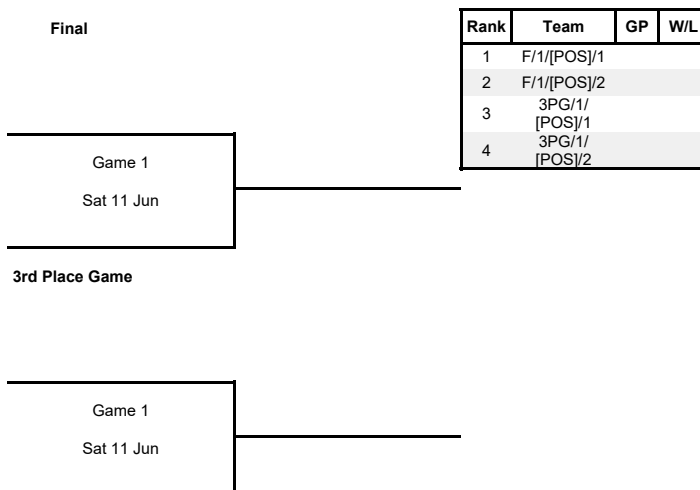 Final
Rank Team GP W/L
1 F/1/[POS]/1
2 F/1/[POS]/2
3 3PG/1/
[POS]/1
4 3PG/1/
[POS]/2
Game 1
Sat 11 Jun
3rd Place Game
Game 1
Sat 11 Jun